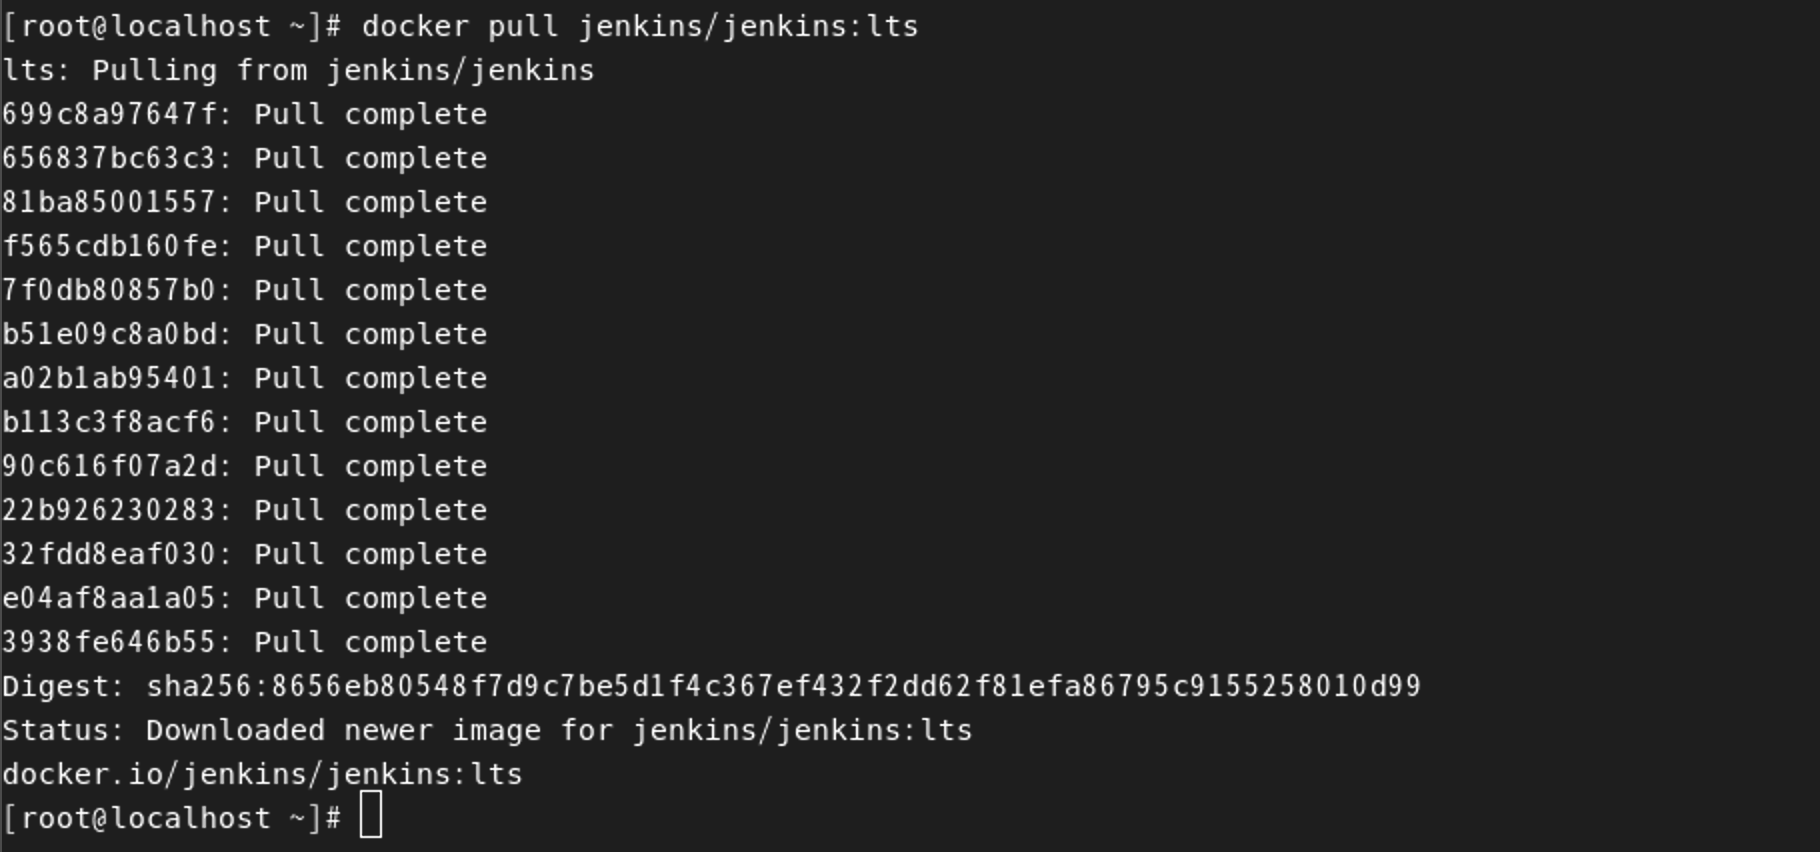 [root@localhost ~]# docker pull jenkins/jenkins:lts
lts: Pulling from jenkins/jenkins
699c8a97647f: Pull complete
656837bc63c3: Pull complete
81ba85001557: Pull complete
f565cdb160fe: Pull complete
7f0db80857b0: Pull complete
b51e09c8a0bd: Pull complete
a02b1ab95401: Pull complete
b113c3f8acf6: Pull complete
90c616f07a2d: Pull complete
22b926230283: Pull complete
32fdd8eaf030: Pull complete
e04af8aa1a05: Pull complete
3938fe646b55: Pull complete
Digest: sha256:8656eb80548f7d9c7be5d1f4c367ef432f2dd62f81efa86795c9155258010d99
Status: Downloaded newer image for jenkins/jenkins:lts
docker.io/jenkins/jenkins:lts
[root@localhost ~]#